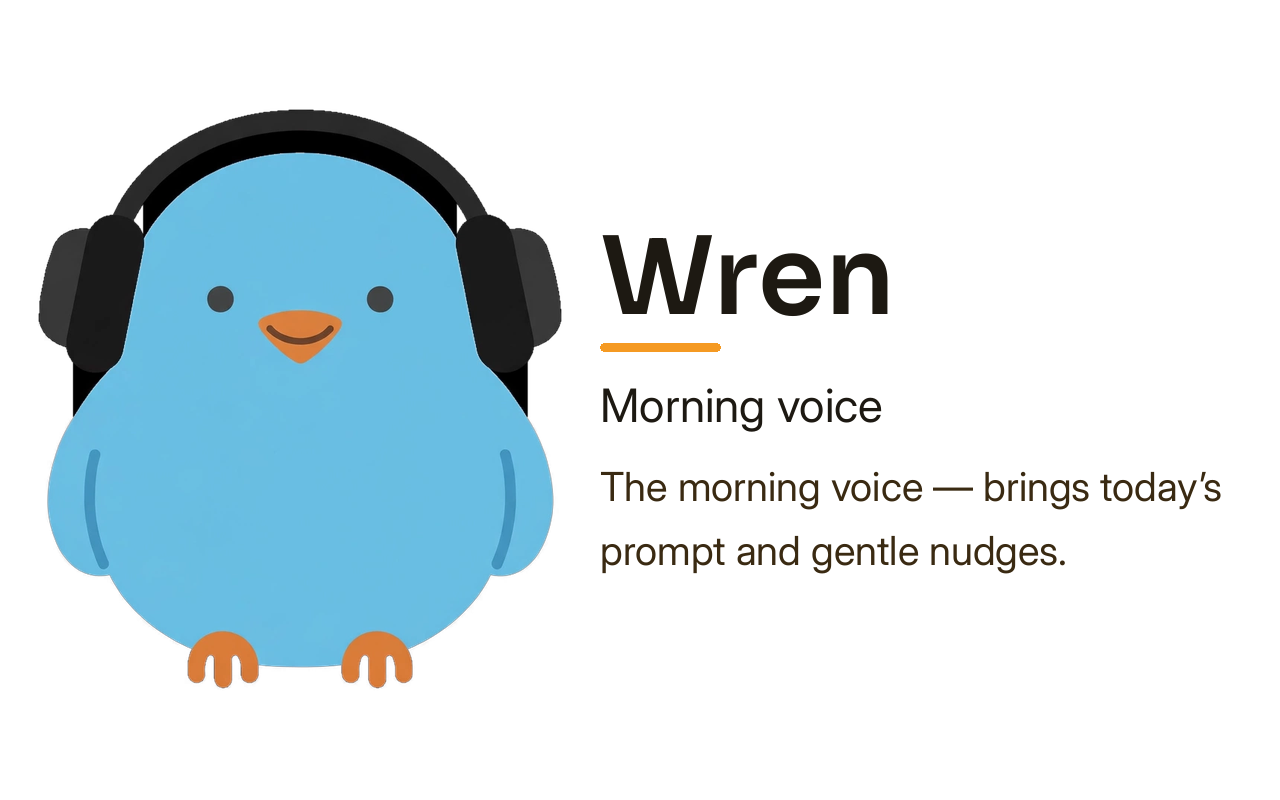 Wren
Morning voice
The morning voice — brings today’s
prompt and gentle nudges.